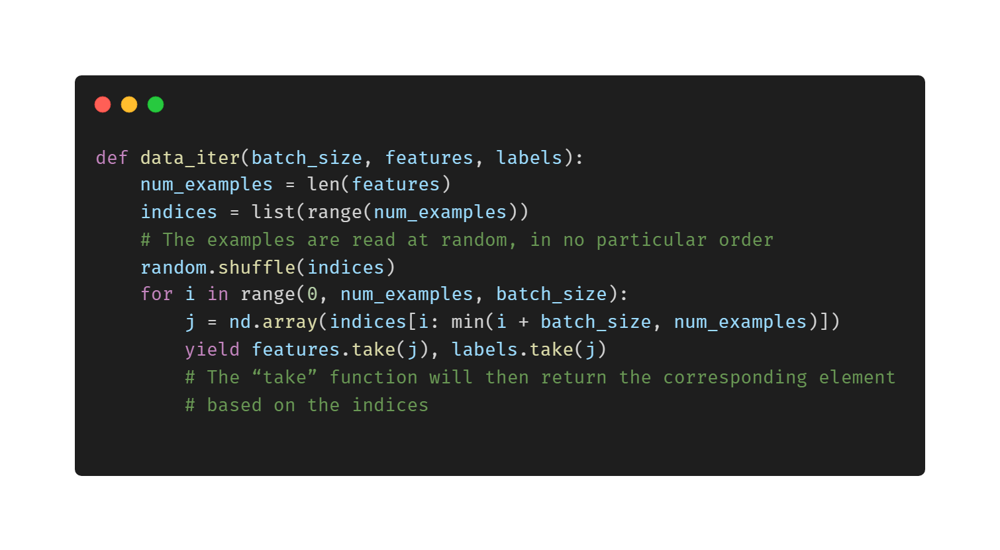 def data_iter(batch_size, features, labels):
    num_examples = len(features)
    indices = list(range(num_examples))
    # The examples are read at random, in no particular order
    random.shuffle(indices)
    for i in range(0, num_examples, batch_size):
        j = nd.array(indices[i: min(i + batch_size, num_examples)])
        yield features.take(j), labels.take(j)
        # The “take” function will then return the corresponding element
        # based on the indices